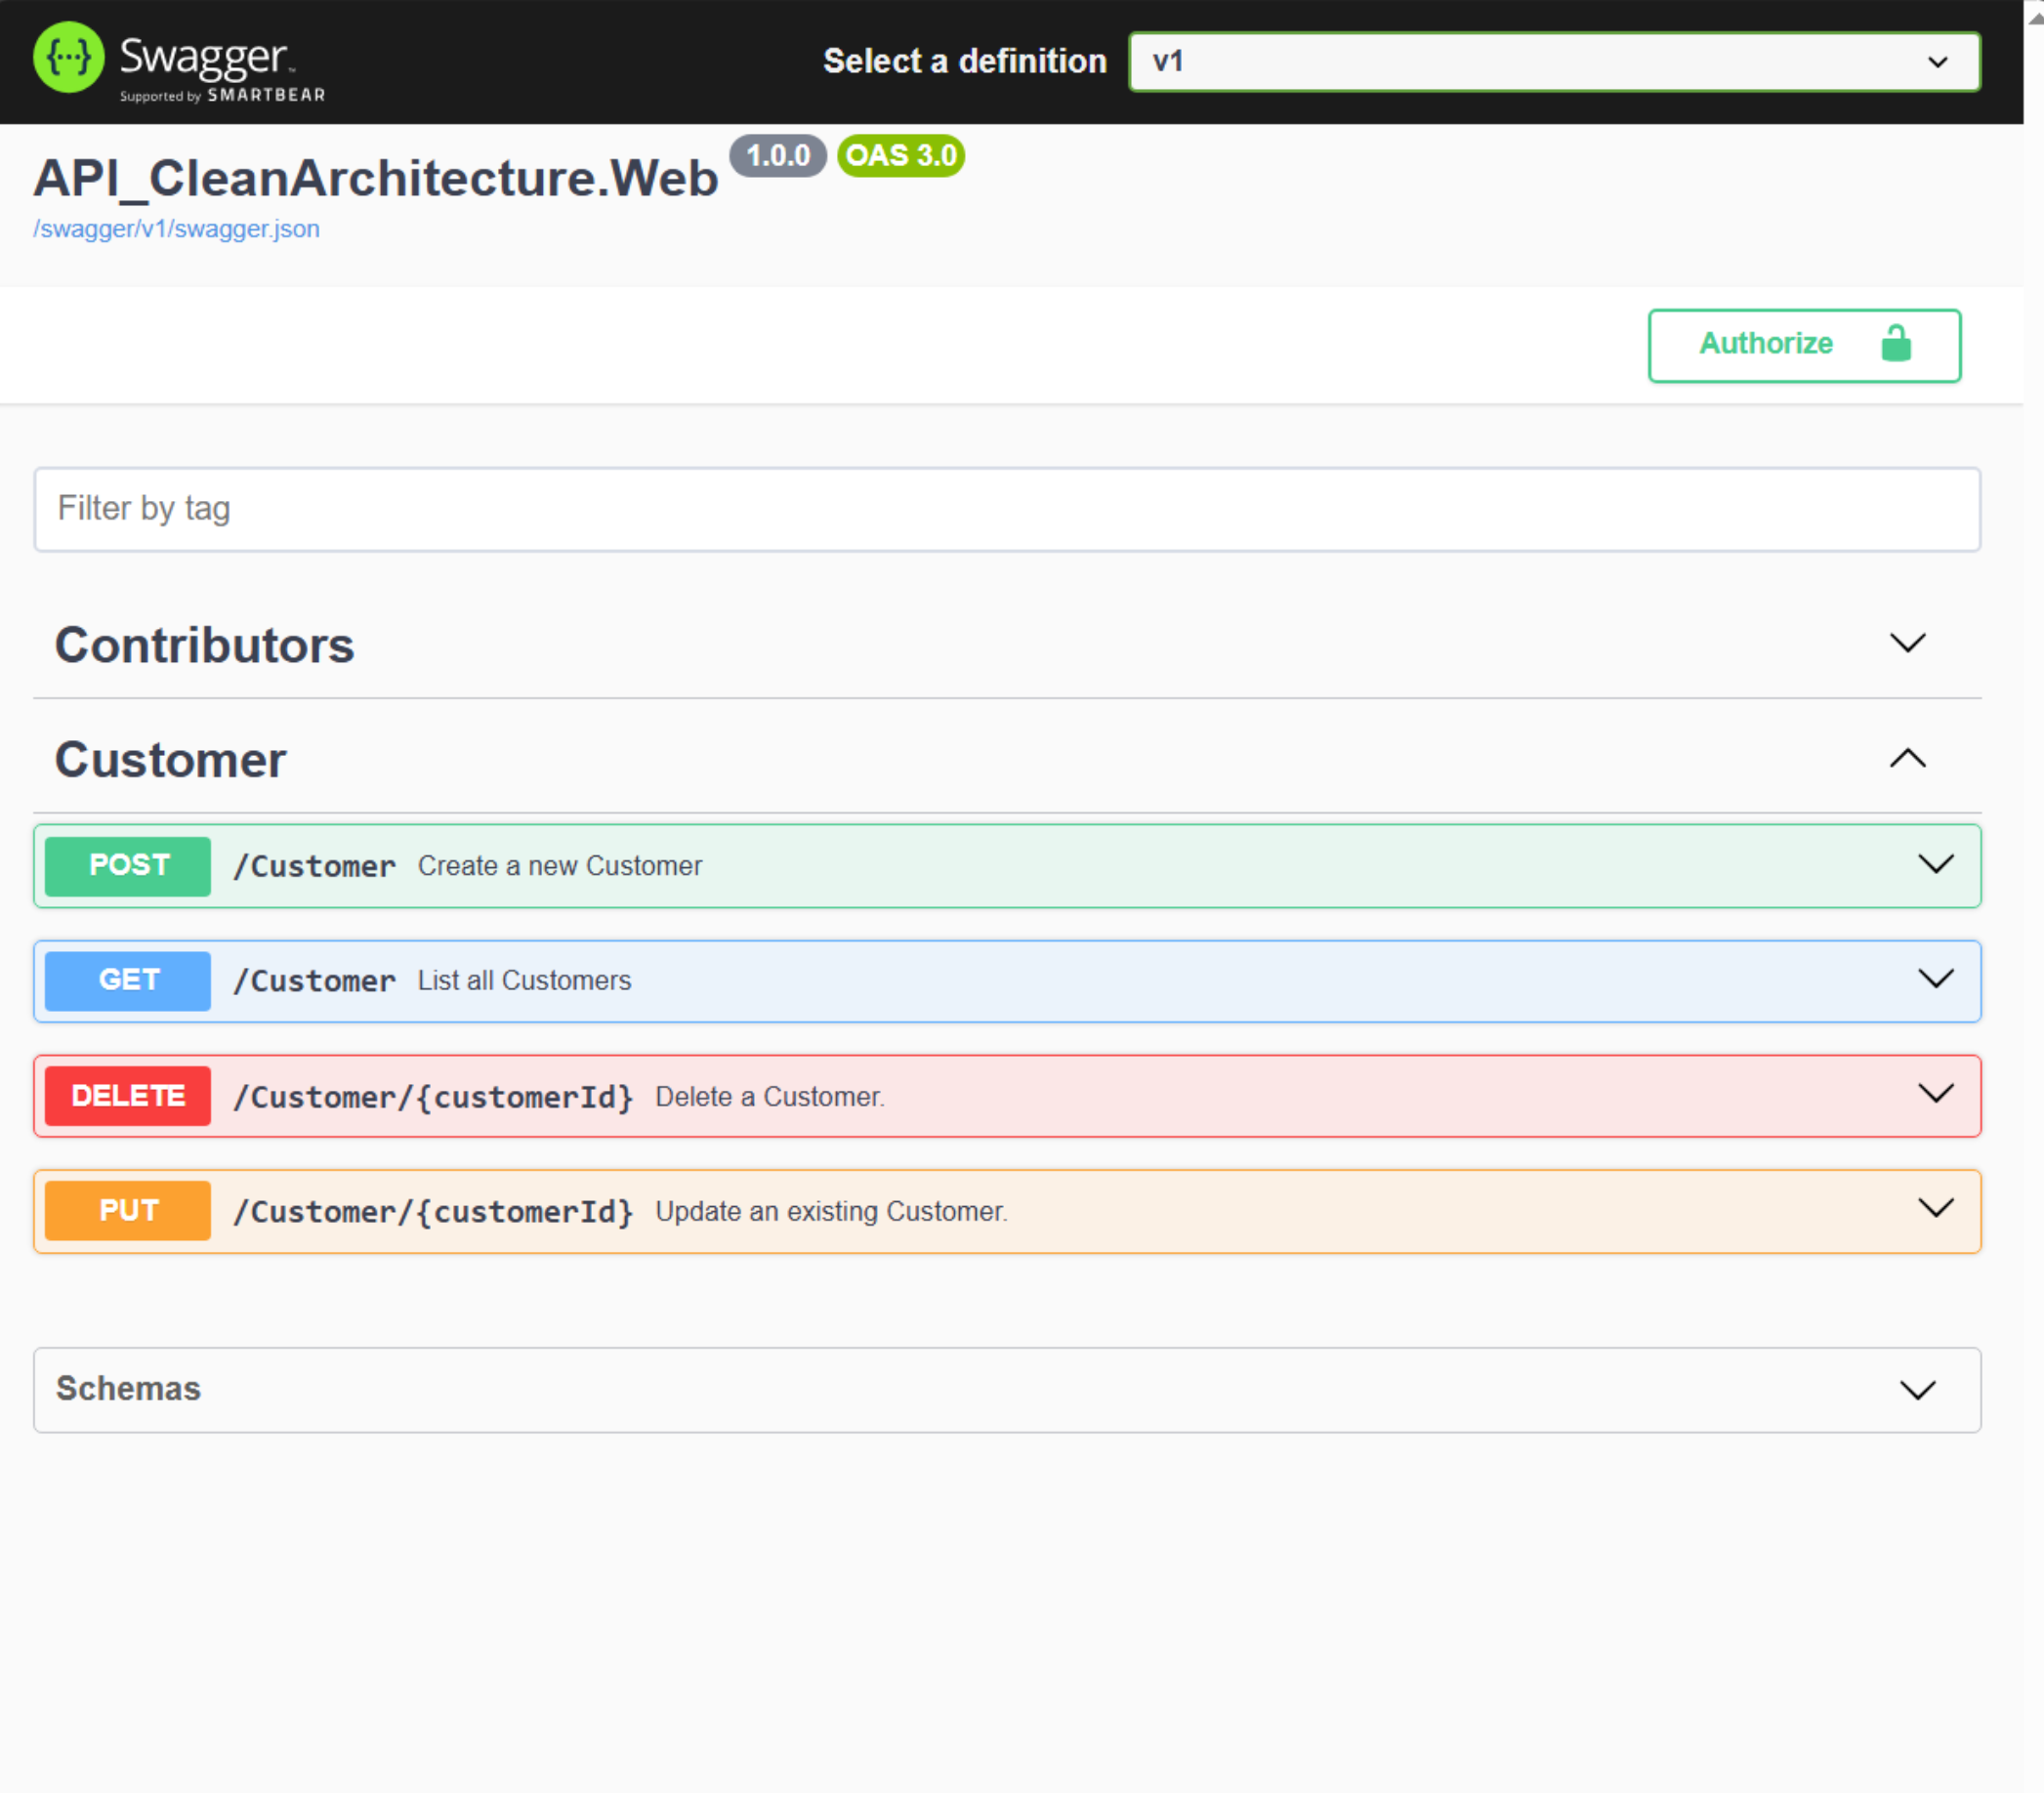 Swagger
Supported by SMARTBEAR
Select a definition v1
API_CleanArchitecture.Web 1.0.0 OAS 3.0
/swagger/v1/swagger.json
Authorize
Filter by tag
Contributors
Customer
POST /Customer Create a new Customer
GET /Customer List all Customers
DELETE /Customer/{customerId} Delete a Customer.
PUT /Customer/{customerId} Update an existing Customer.
Schemas